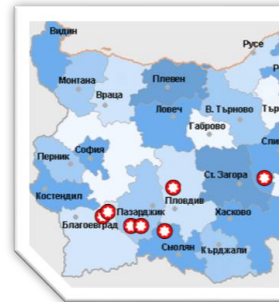 Видин
Русе
Монтана
Плевен
Враца
Ловеч
В. Търново
Габрово
София
Перник
Сли
Ст. Загора
Кюстендил
Пазарджик
Пловдив
Благоевград
Хасково
Смолян
Кърджали